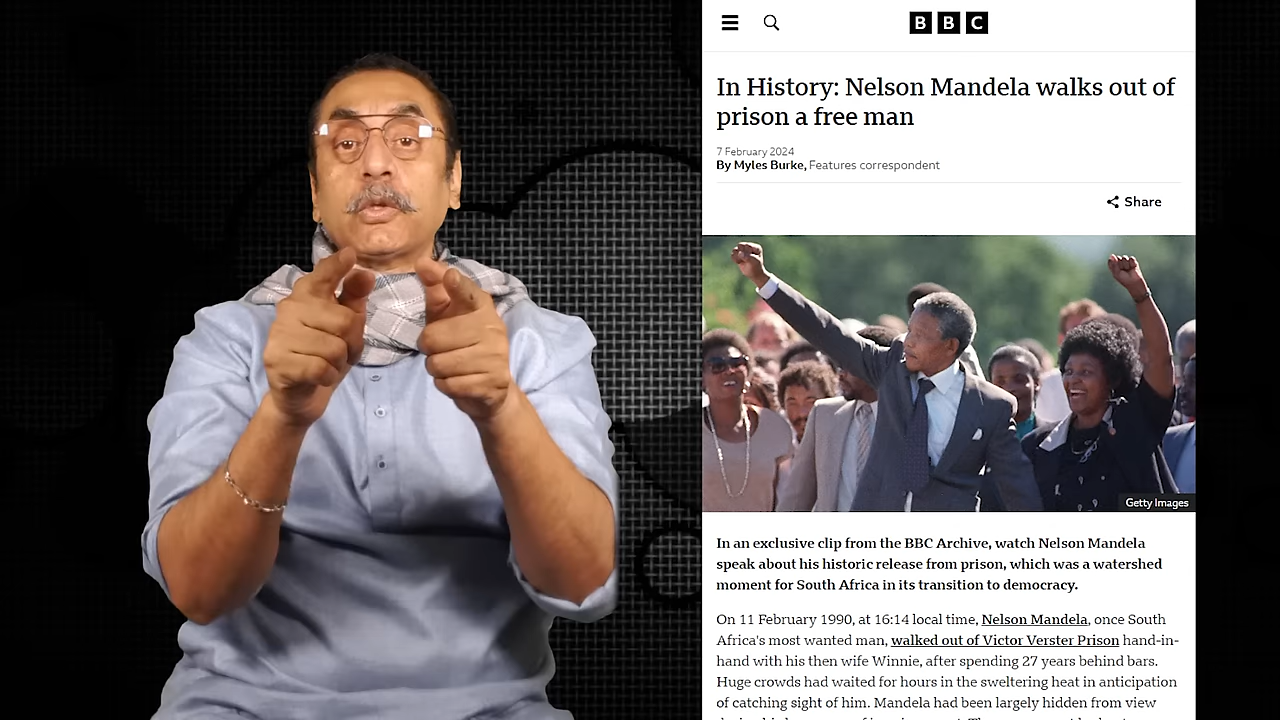 BBC
In History: Nelson Mandela walks out of
prison a free man
7 February 2024
By Myles Burke, Features correspondent
Share
Getty Images
In an exclusive clip from the BBC Archive, watch Nelson Mandela
speak about his historic release from prison, which was a watershed
moment for South Africa in its transition to democracy.
On 11 February 1990, at 16:14 local time, Nelson Mandela, once South
Africa's most wanted man, walked out of Victor Verster Prison hand-in-
hand with his then wife Winnie, after spending 27 years behind bars.
Huge crowds had waited for hours in the sweltering heat in anticipation
of catching sight of him. Mandela had been largely hidden from view